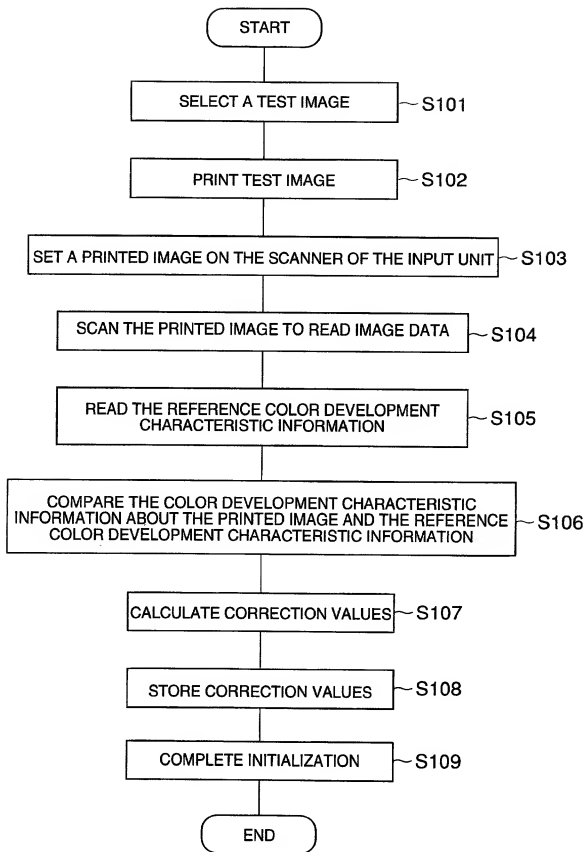 START
SELECT A TEST IMAGE
S101
PRINT TEST IMAGE
S102
SET A PRINTED IMAGE ON THE SCANNER OF THE INPUT UNIT
S103
SCAN THE PRINTED IMAGE TO READ IMAGE DATA
S104
READ THE REFERENCE COLOR DEVELOPMENT
CHARACTERISTIC INFORMATION
S105
COMPARE THE COLOR DEVELOPMENT CHARACTERISTIC
INFORMATION ABOUT THE PRINTED IMAGE AND THE REFERENCE
COLOR DEVELOPMENT CHARACTERISTIC INFORMATION
S106
CALCULATE CORRECTION VALUES
S107
STORE CORRECTION VALUES
S108
COMPLETE INITIALIZATION
S109
END